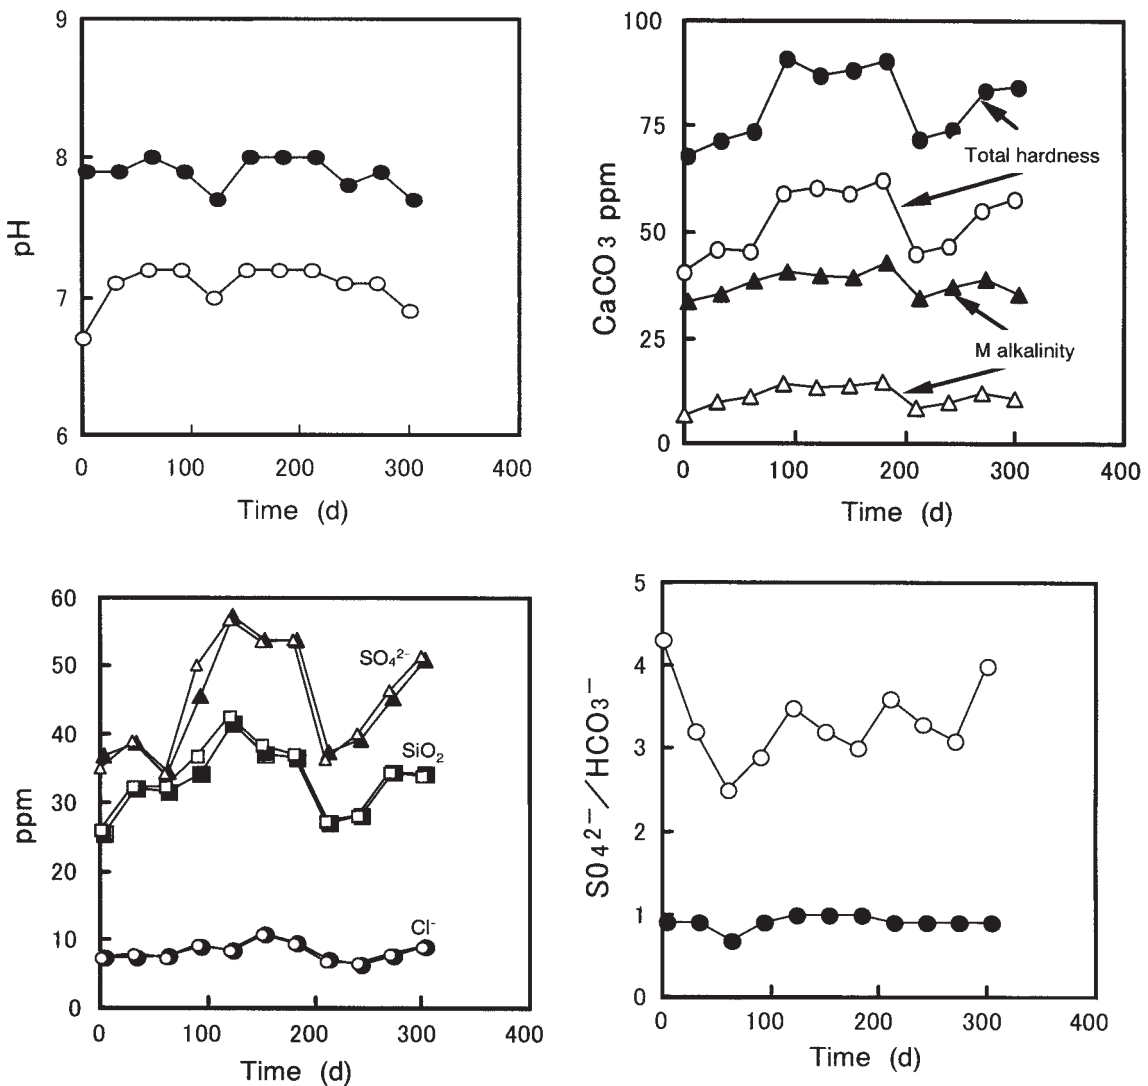 9
8
7
6
pH
0 100 200 300 400
Time (d)
100
75
50
25
0
CaCO3 ppm
Total hardness
M alkalinity
0 100 200 300 400
Time (d)
60
50
40
30
20
10
0
ppm
SO₄²⁻
SiO₂
Cl⁻
0 100 200 300 400
Time (d)
5
4
3
2
1
0
SO4²⁻/HCO3⁻
0 100 200 300 400
Time (d)